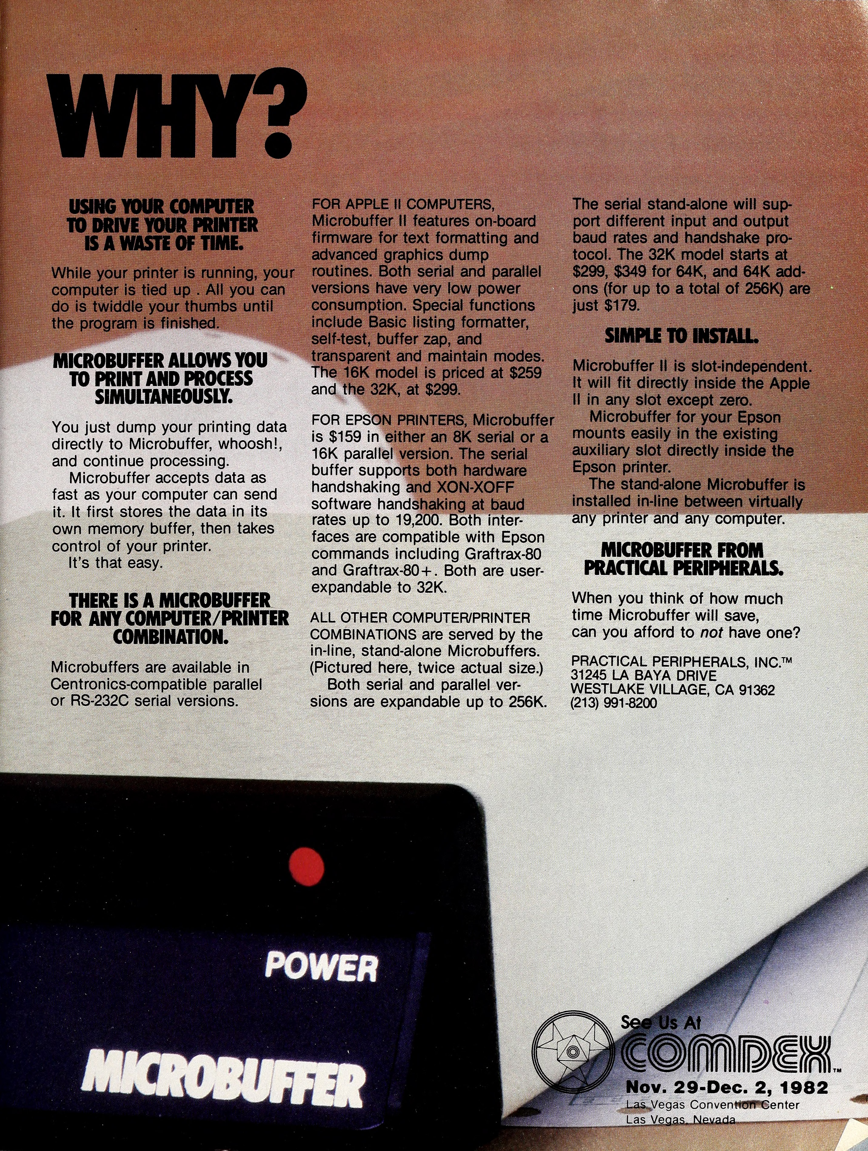 WHY?
USING YOUR COMPUTER
TO DRIVE YOUR PRINTER
IS A WASTE OF TIME.
While your printer is running, your
computer is tied up . All you can
do is twiddle your thumbs until
the program is finished.
MICROBUFFER ALLOWS YOU
TO PRINT AND PROCESS
SIMULTANEOUSLY.
You just dump your printing data
directly to Microbuffer, whoosh!,
and continue processing.
Microbuffer accepts data as
fast as your computer can send
it. It first stores the data in its
own memory buffer, then takes
control of your printer.
It's that easy.
THERE IS A MICROBUFFER
FOR ANY COMPUTER/PRINTER
COMBINATION.
Microbuffers are available in
Centronics-compatible parallel
or RS-232C serial versions.
FOR APPLE II COMPUTERS,
Microbuffer II features on-board
firmware for text formatting and
advanced graphics dump
routines. Both serial and parallel
versions have very low power
consumption. Special functions
include Basic listing formatter,
self-test, buffer zap, and
transparent and maintain modes.
The 16K model is priced at $259
and the 32K, at $299.
FOR EPSON PRINTERS, Microbuffer
is $159 in either an 8K serial or a
16K parallel version. The serial
buffer supports both hardware
handshaking and XON-XOFF
software handshaking at baud
rates up to 19,200. Both inter-
faces are compatible with Epson
commands including Graftrax-80
and Graftrax-80+. Both are user-
expandable to 32K.
ALL OTHER COMPUTER/PRINTER
COMBINATIONS are served by the
in-line, stand-alone Microbuffers.
(Pictured here, twice actual size.)
Both serial and parallel ver-
sions are expandable up to 256K.
The serial stand-alone will sup-
port different input and output
baud rates and handshake pro-
tocol. The 32K model starts at
$299, $349 for 64K, and 64K add-
ons (for up to a total of 256K) are
just $179.
SIMPLE TO INSTALL.
Microbuffer II is slot-independent.
It will fit directly inside the Apple
II in any slot except zero.
Microbuffer for your Epson
mounts easily in the existing
auxiliary slot directly inside the
Epson printer.
The stand-alone Microbuffer is
installed in-line between virtually
any printer and any computer.
MICROBUFFER FROM
PRACTICAL PERIPHERALS.
When you think of how much
time Microbuffer will save,
can you afford to not have one?
PRACTICAL PERIPHERALS, INC.™
31245 LA BAYA DRIVE
WESTLAKE VILLAGE, CA 91362
(213) 991-8200
POWER
MICROBUFFER
See Us At
COMDEX™
Nov. 29-Dec. 2, 1982
Las Vegas Convention Center
Las Vegas, Nevada